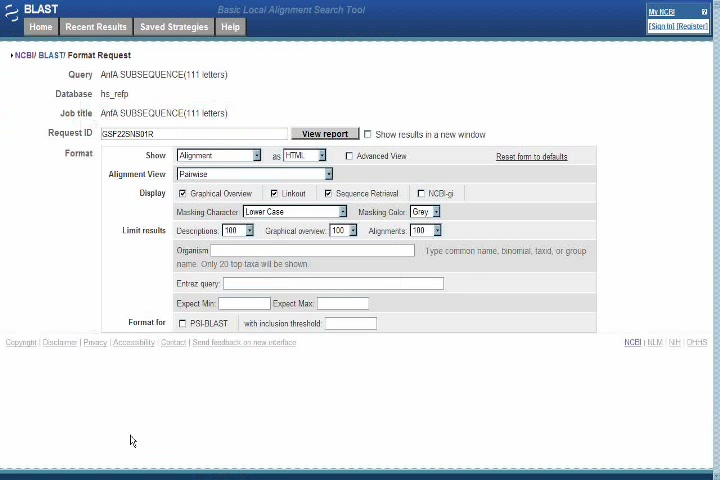 BLAST
Basic Local Alignment Search Tool
My NCBI ?
[Sign In] [Register]
Home Recent Results Saved Strategies Help
NCBI/ BLAST/ Format Request
Query AnfA SUBSEQUENCE(111 letters)
Database hs_refp
Job title AnfA SUBSEQUENCE(111 letters)
Request ID GSF22SNS01R View report Show results in a new window
Format Show Alignment as HTML Advanced View Reset form to defaults
Alignment View Pairwise
Display Graphical Overview Linkout Sequence Retrieval NCBI-gi
Masking Character Lower Case Masking Color: Grey
Limit results Descriptions: 100 Graphical overview: 100 Alignments: 100
Organism Type common name, binomial, taxid, or group
name. Only 20 top taxa will be shown.
Entrez query:
Expect Min: Expect Max:
Format for PSI-BLAST with inclusion threshold:
Copyright | Disclaimer | Privacy | Accessibility | Contact | Send feedback on new interface NCBI | NLM | NIH | DHHS